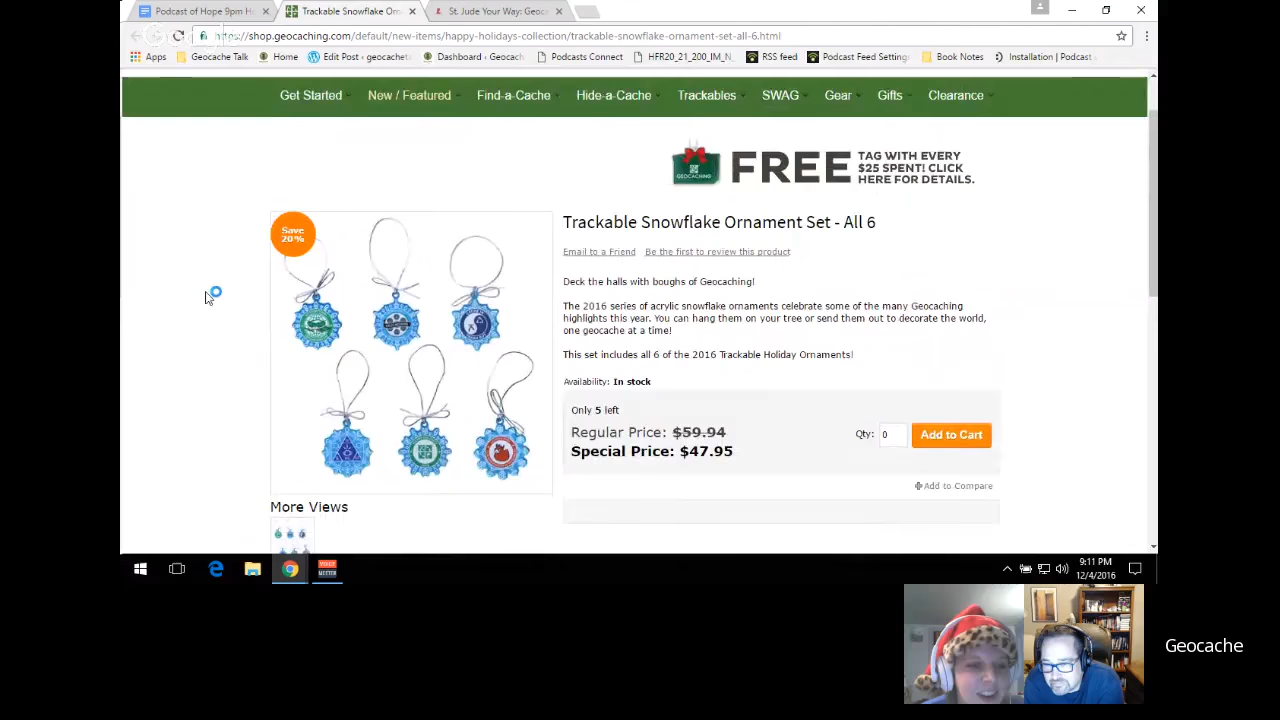 Podcast of Hope 9pm H
Trackable Snowflake Orn
St. Jude Your Way: Geoc
https://shop.geocaching.com/default/new-items/happy-holidays-collection/trackable-snowflake-ornament-set-all-6.html
Apps
Geocache Talk
Home
Edit Post ‹ geocachet
Dashboard ‹ Geocach
Podcasts Connect
HFR20_21_200_IM_N
RSS feed
Podcast Feed Setting
Book Notes
Installation | Podcast
Get Started
New / Featured
Find-a-Cache
Hide-a-Cache
Trackables
SWAG
Gear
Gifts
Clearance
GEOCACHING
FREE
TAG WITH EVERY
$25 SPENT! CLICK
HERE FOR DETAILS.
Save
20%
Trackable Snowflake Ornament Set - All 6
Email to a Friend
Be the first to review this product
Deck the halls with boughs of Geocaching!
The 2016 series of acrylic snowflake ornaments celebrate some of the many Geocaching
highlights this year. You can hang them on your tree or send them out to decorate the world,
one geocache at a time!
This set includes all 6 of the 2016 Trackable Holiday Ornaments!
Availability: In stock
Only 5 left
Regular Price: $59.94
Special Price: $47.95
Qty: 0
Add to Cart
Add to Compare
More Views
9:11 PM
12/4/2016
Geocache